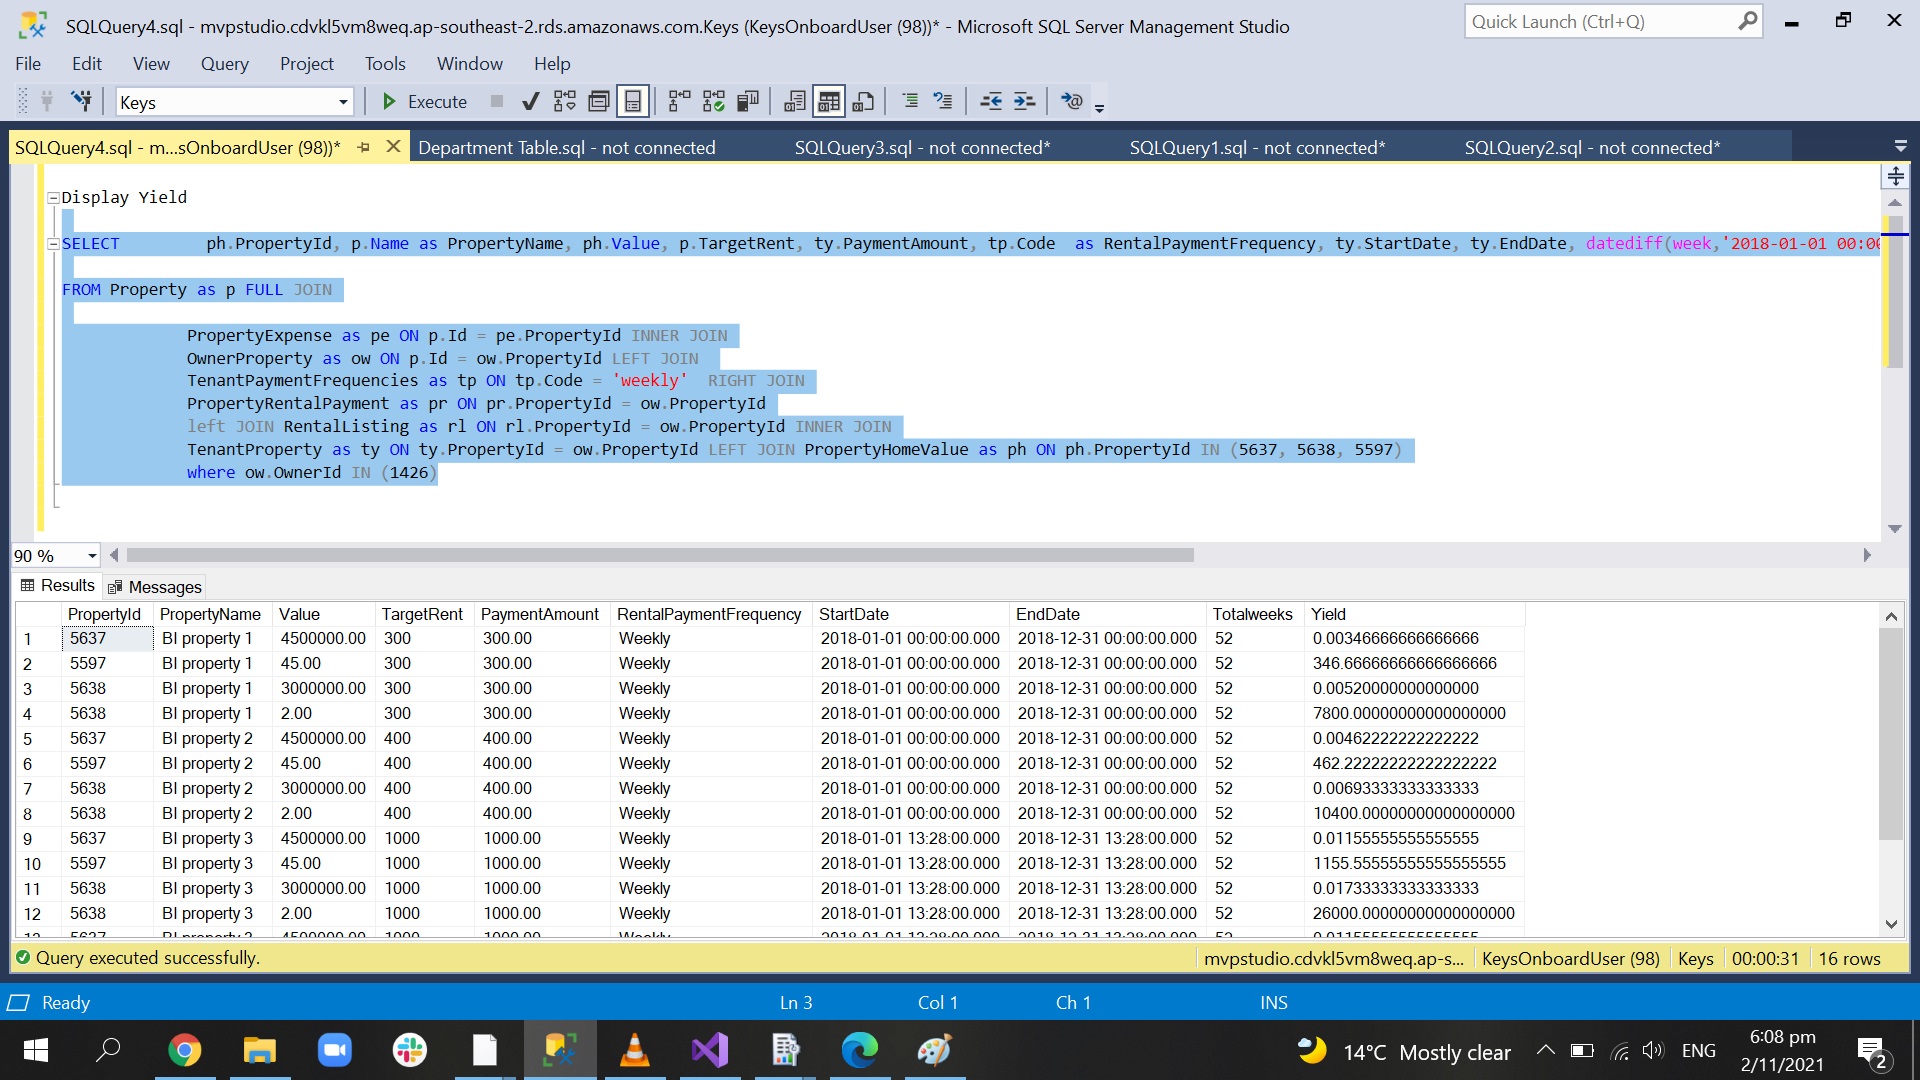 SQLQuery4.sql - mvpstudio.cdvkl5vm8weq.ap-southeast-2.rds.amazonaws.com.Keys (KeysOnboardUser (98))* - Microsoft SQL Server Management Studio
Quick Launch (Ctrl+Q)
File Edit View Query Project Tools Window Help
Keys Execute
SQLQuery4.sql - m...sOnboardUser (98))* Department Table.sql - not connected SQLQuery3.sql - not connected* SQLQuery1.sql - not connected* SQLQuery2.sql - not connected*
Display Yield
SELECT ph.PropertyId, p.Name as PropertyName, ph.Value, p.TargetRent, ty.PaymentAmount, tp.Code as RentalPaymentFrequency, ty.StartDate, ty.EndDate, datediff(week,'2018-01-01 00:00
FROM Property as p FULL JOIN
PropertyExpense as pe ON p.Id = pe.PropertyId INNER JOIN
OwnerProperty as ow ON p.Id = ow.PropertyId LEFT JOIN
TenantPaymentFrequencies as tp ON tp.Code = 'weekly' RIGHT JOIN
PropertyRentalPayment as pr ON pr.PropertyId = ow.PropertyId
left JOIN RentalListing as rl ON rl.PropertyId = ow.PropertyId INNER JOIN
TenantProperty as ty ON ty.PropertyId = ow.PropertyId LEFT JOIN PropertyHomeValue as ph ON ph.PropertyId IN (5637, 5638, 5597)
where ow.OwnerId IN (1426)
90 %
Results Messages
PropertyId PropertyName Value TargetRent PaymentAmount RentalPaymentFrequency StartDate EndDate Totalweeks Yield
1 5637 BI property 1 4500000.00 300 300.00 Weekly 2018-01-01 00:00:00.000 2018-12-31 00:00:00.000 52 0.00346666666666666
2 5597 BI property 1 45.00 300 300.00 Weekly 2018-01-01 00:00:00.000 2018-12-31 00:00:00.000 52 346.66666666666666666
3 5638 BI property 1 3000000.00 300 300.00 Weekly 2018-01-01 00:00:00.000 2018-12-31 00:00:00.000 52 0.00520000000000000
4 5638 BI property 1 2.00 300 300.00 Weekly 2018-01-01 00:00:00.000 2018-12-31 00:00:00.000 52 7800.00000000000000000
5 5637 BI property 2 4500000.00 400 400.00 Weekly 2018-01-01 00:00:00.000 2018-12-31 00:00:00.000 52 0.00462222222222222
6 5597 BI property 2 45.00 400 400.00 Weekly 2018-01-01 00:00:00.000 2018-12-31 00:00:00.000 52 462.22222222222222222
7 5638 BI property 2 3000000.00 400 400.00 Weekly 2018-01-01 00:00:00.000 2018-12-31 00:00:00.000 52 0.00693333333333333
8 5638 BI property 2 2.00 400 400.00 Weekly 2018-01-01 00:00:00.000 2018-12-31 00:00:00.000 52 10400.00000000000000000
9 5637 BI property 3 4500000.00 1000 1000.00 Weekly 2018-01-01 13:28:00.000 2018-12-31 13:28:00.000 52 0.01155555555555555
10 5597 BI property 3 45.00 1000 1000.00 Weekly 2018-01-01 13:28:00.000 2018-12-31 13:28:00.000 52 1155.55555555555555555
11 5638 BI property 3 3000000.00 1000 1000.00 Weekly 2018-01-01 13:28:00.000 2018-12-31 13:28:00.000 52 0.01733333333333333
12 5638 BI property 3 2.00 1000 1000.00 Weekly 2018-01-01 13:28:00.000 2018-12-31 13:28:00.000 52 26000.00000000000000000
Query executed successfully. mvpstudio.cdvkl5vm8weq.ap-s... KeysOnboardUser (98) Keys 00:00:31 16 rows
Ready Ln 3 Col 1 Ch 1 INS
14°C Mostly clear ENG 6:08 pm
2/11/2021 2